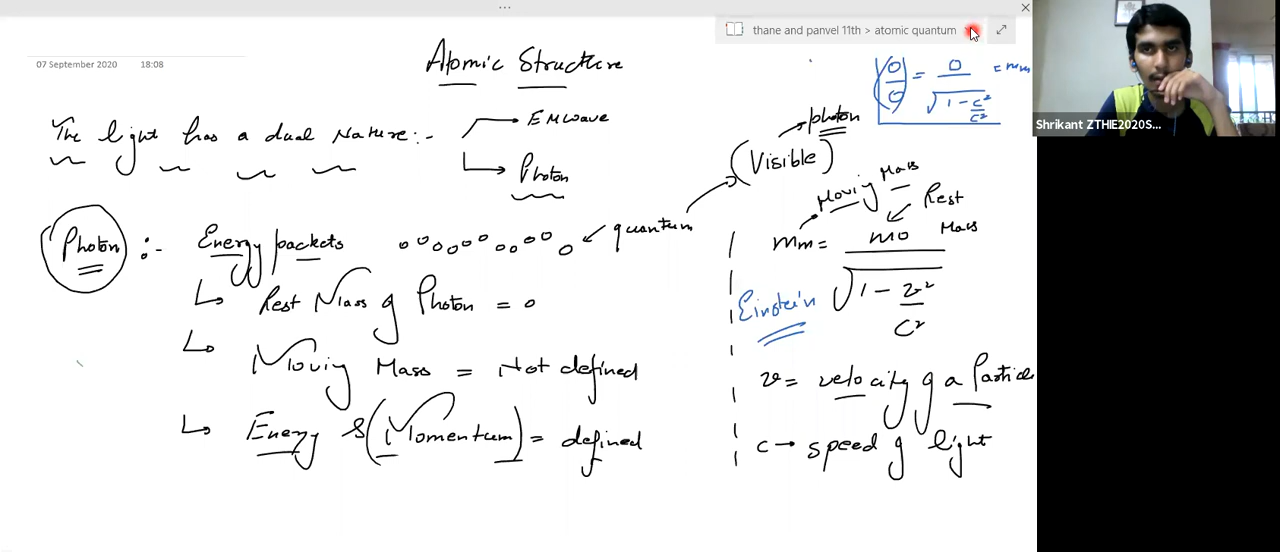 thane and panvel 11th > atomic quantum
07 September 2020 18:08
Atomic Structure
0/0 = 0/√(1 - c²/c²) = mm
The light has a dual Nature:-
EM Wave
Photon
photon
(Visible)
Photon :- Energy packets
quantum
Moving Mass
Rest Mass
mm = mo/√(1 - v²/c²)
Einstein
Rest Mass of Photon = 0
Moving Mass = Not defined
Energy & (Momentum) = defined
v = velocity of a Particle
c → speed of light
Shrikant ZTHIE2020S...